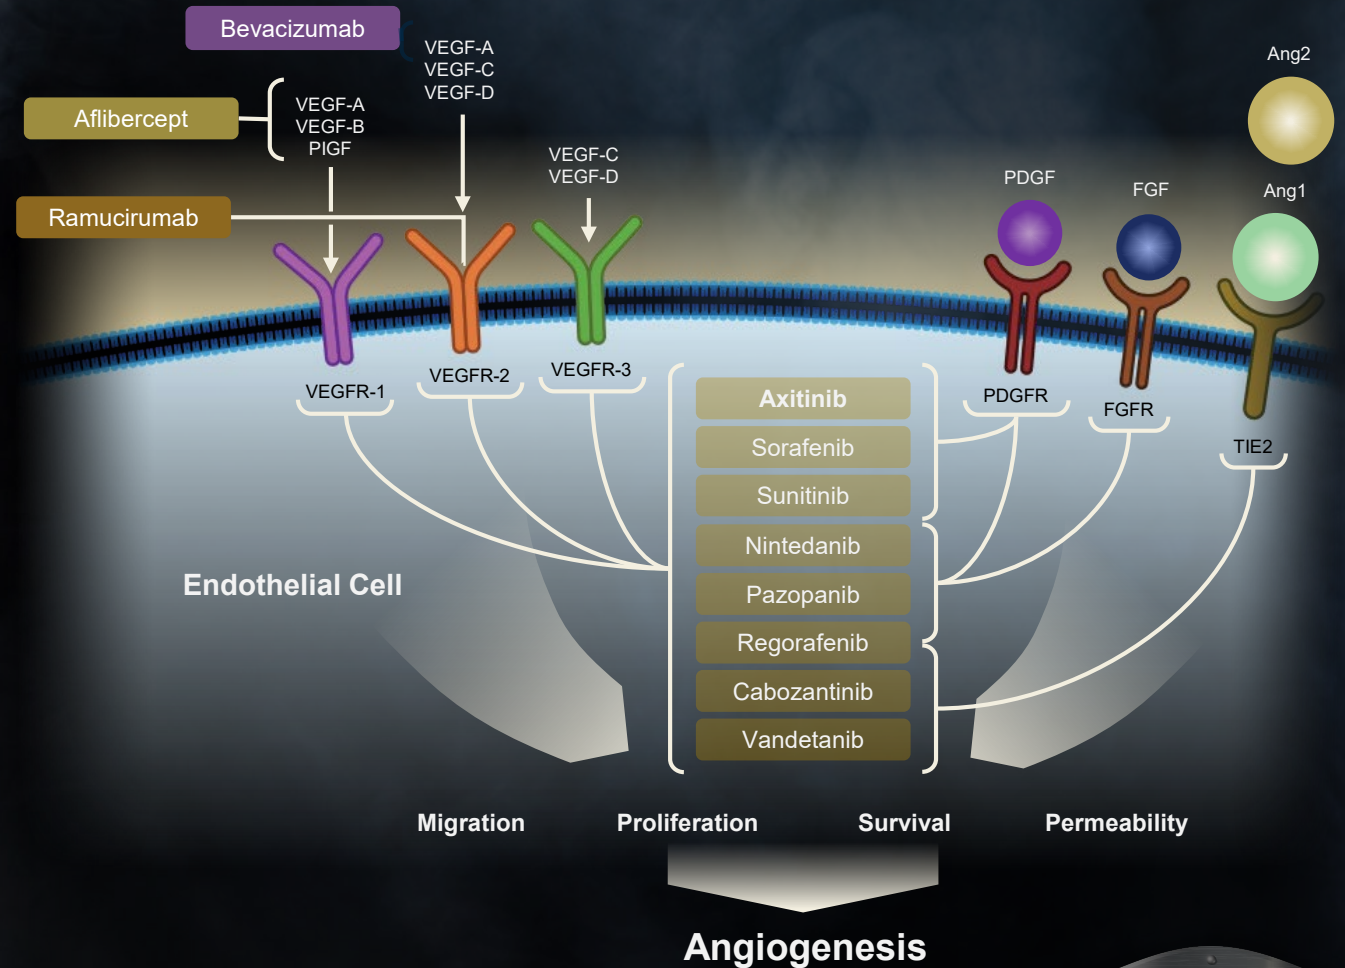 Bevacizumab
VEGF-A
VEGF-C
VEGF-D
Ang2
Aflibercept
VEGF-A
VEGF-B
PIGF
VEGF-C
VEGF-D
PDGF
FGF
Ang1
Ramucirumab
VEGFR-1
VEGFR-2
VEGFR-3
PDGFR
FGFR
TIE2
Axitinib
Sorafenib
Sunitinib
Nintedanib
Pazopanib
Regorafenib
Cabozantinib
Vandetanib
Endothelial Cell
Migration
Proliferation
Survival
Permeability
Angiogenesis